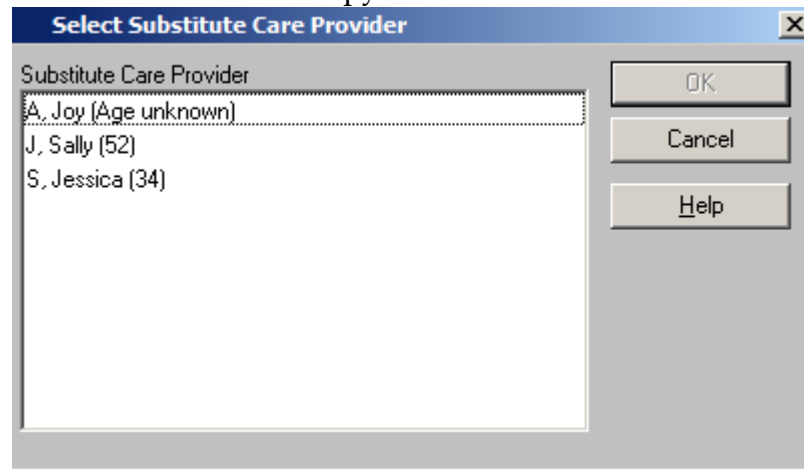 Select Substitute Care Provider
Substitute Care Provider
A, Joy (Age unknown)
J, Sally (52)
S, Jessica (34)
OK
Cancel
Help